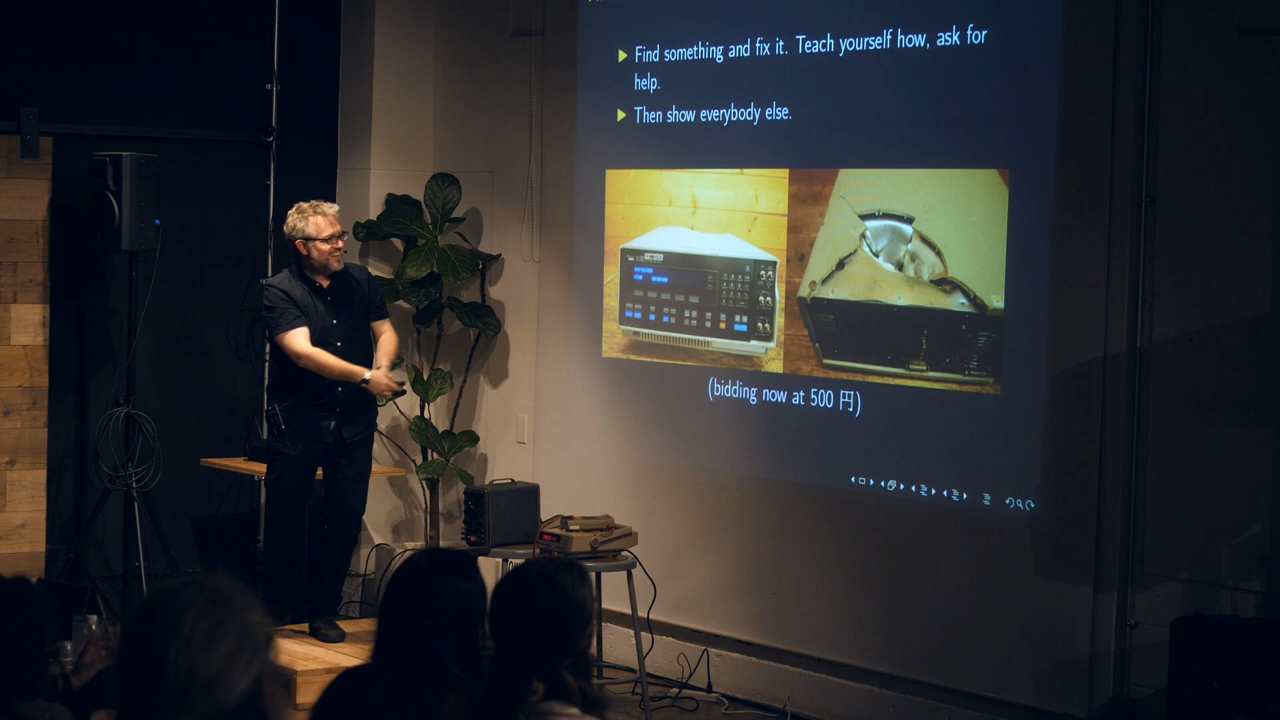 Find something and fix it. Teach yourself how, ask for
help.
Then show everybody else.
(bidding now at 500 円)